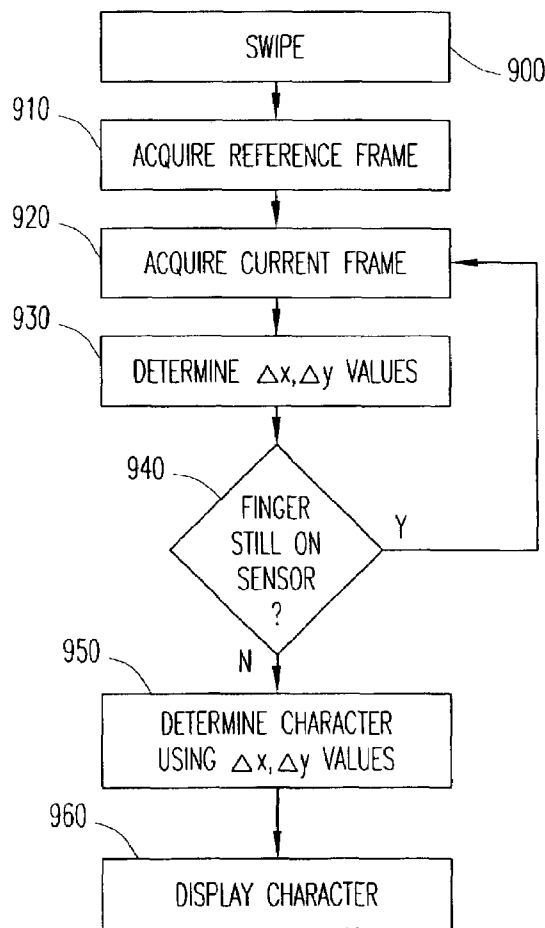 SWIPE
900
910
ACQUIRE REFERENCE FRAME
920
ACQUIRE CURRENT FRAME
930
DETERMINE △x,△y VALUES
940
FINGER
STILL ON
SENSOR
?
Y
N
950
DETERMINE CHARACTER
USING △x,△y VALUES
960
DISPLAY CHARACTER